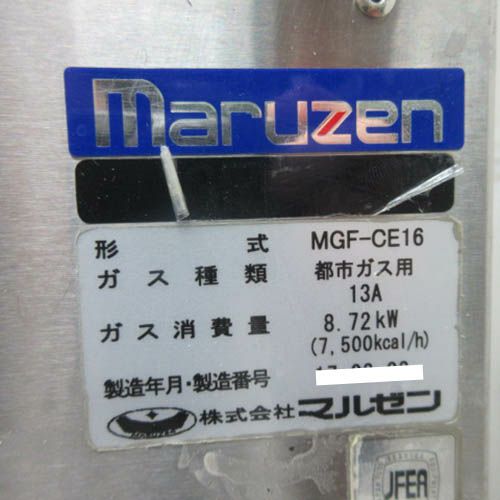 maruzen
形式 MGF-CE16
ガス種類 都市ガス用
13A
ガス消費量 8.72kW
(7,500kcal/h)
製造年月・製造番号
MARUZEN 株式会社 マルゼン
JFEA